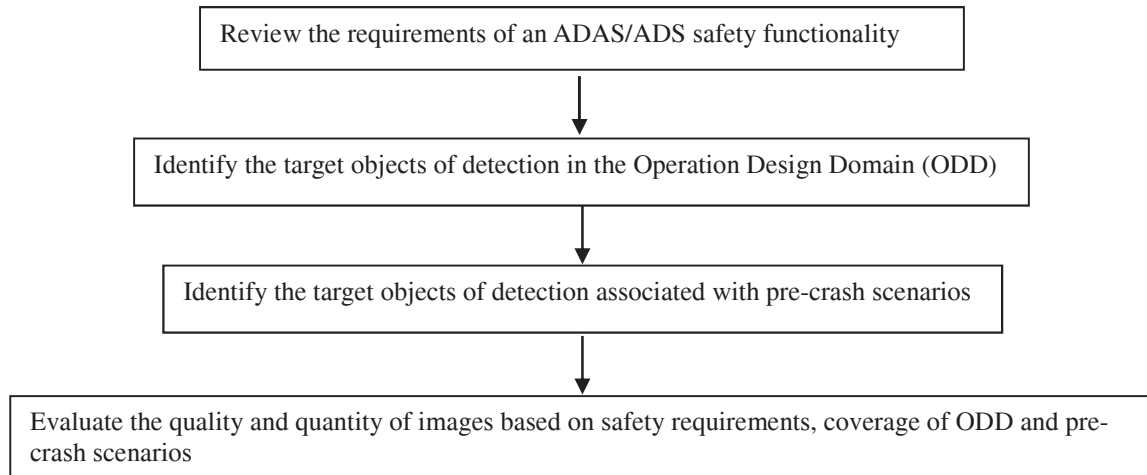 Review the requirements of an ADAS/ADS safety functionality
Identify the target objects of detection in the Operation Design Domain (ODD)
Identify the target objects of detection associated with pre-crash scenarios
Evaluate the quality and quantity of images based on safety requirements, coverage of ODD and pre-
crash scenarios